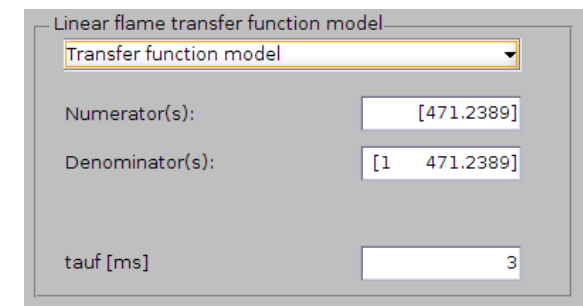 Linear flame transfer function model
Transfer function model
Numerator(s): [471.2389]
Denominator(s): [1 471.2389]
tauf [ms] 3